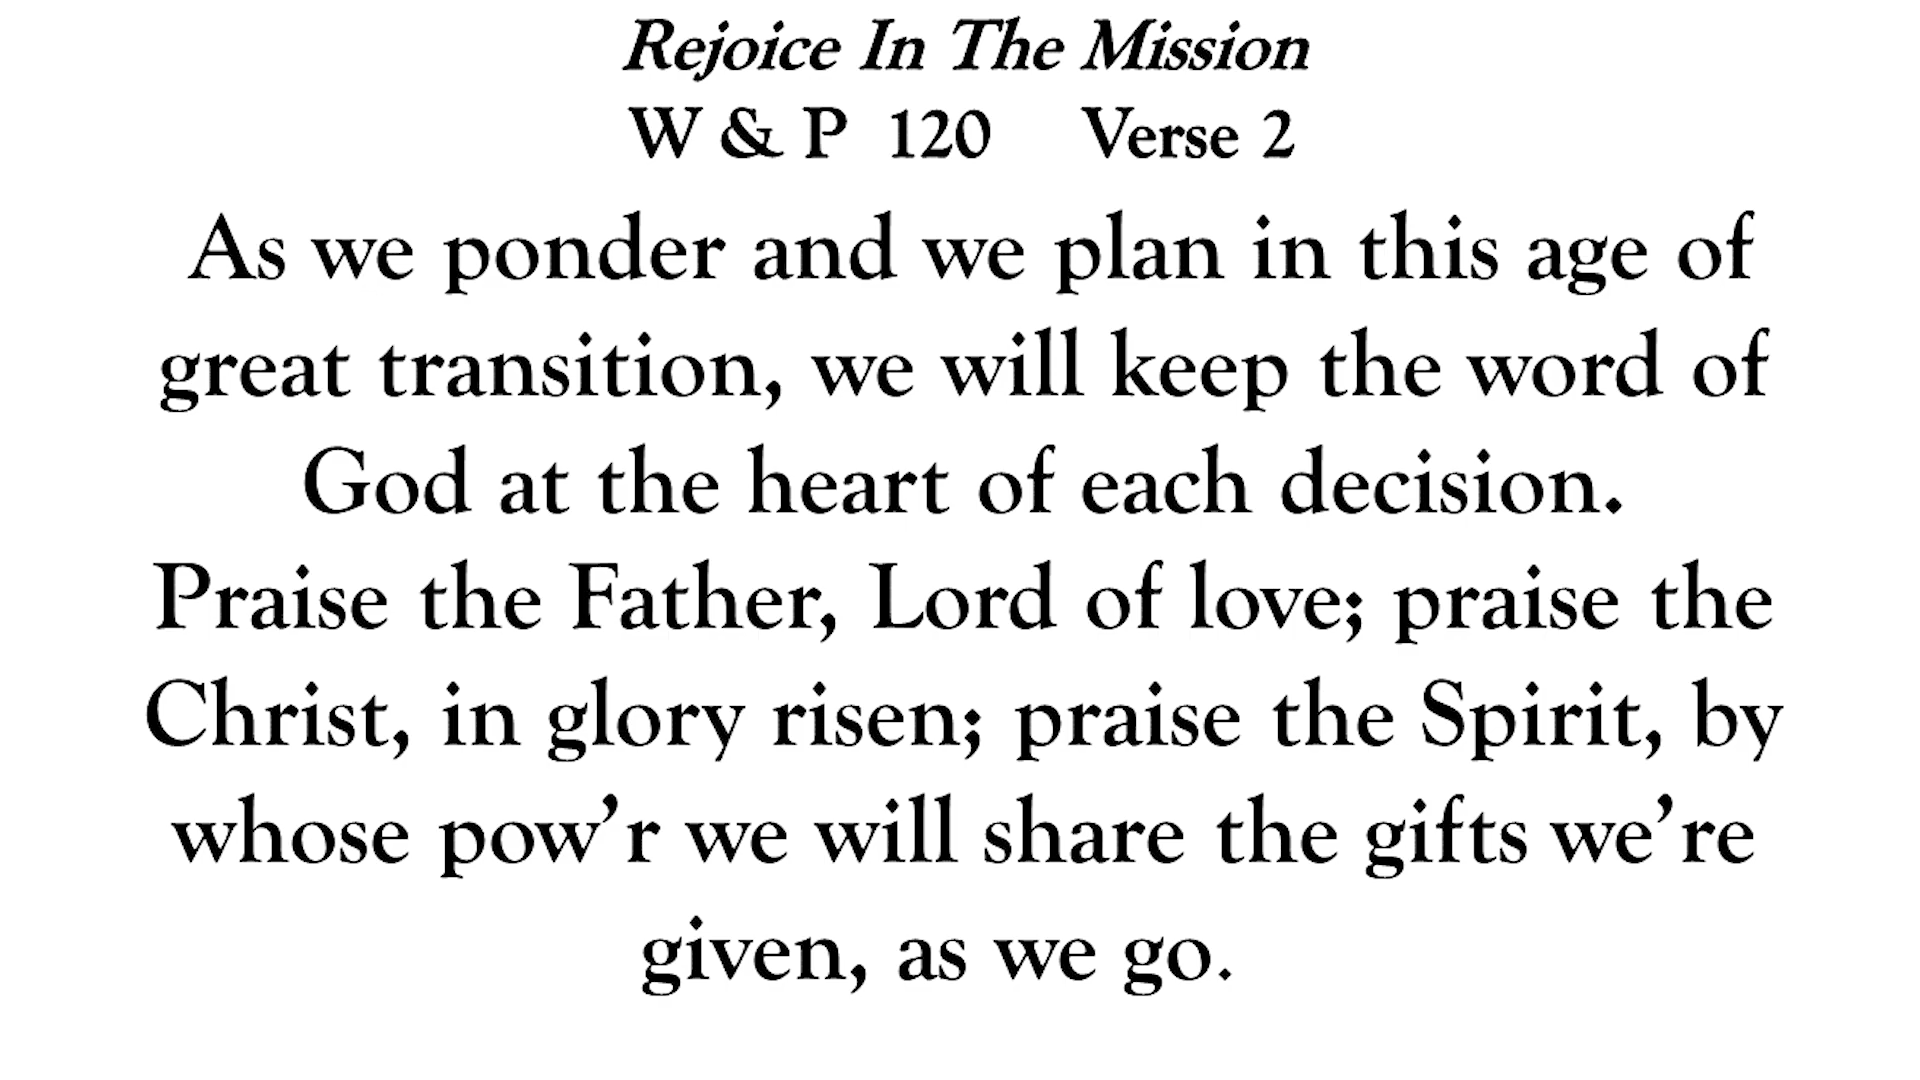 Rejoice In The Mission
W & P 120 Verse 2
As we ponder and we plan in this age of
great transition, we will keep the word of
God at the heart of each decision.
Praise the Father, Lord of love; praise the
Christ, in glory risen; praise the Spirit, by
whose pow’r we will share the gifts we’re
given, as we go.